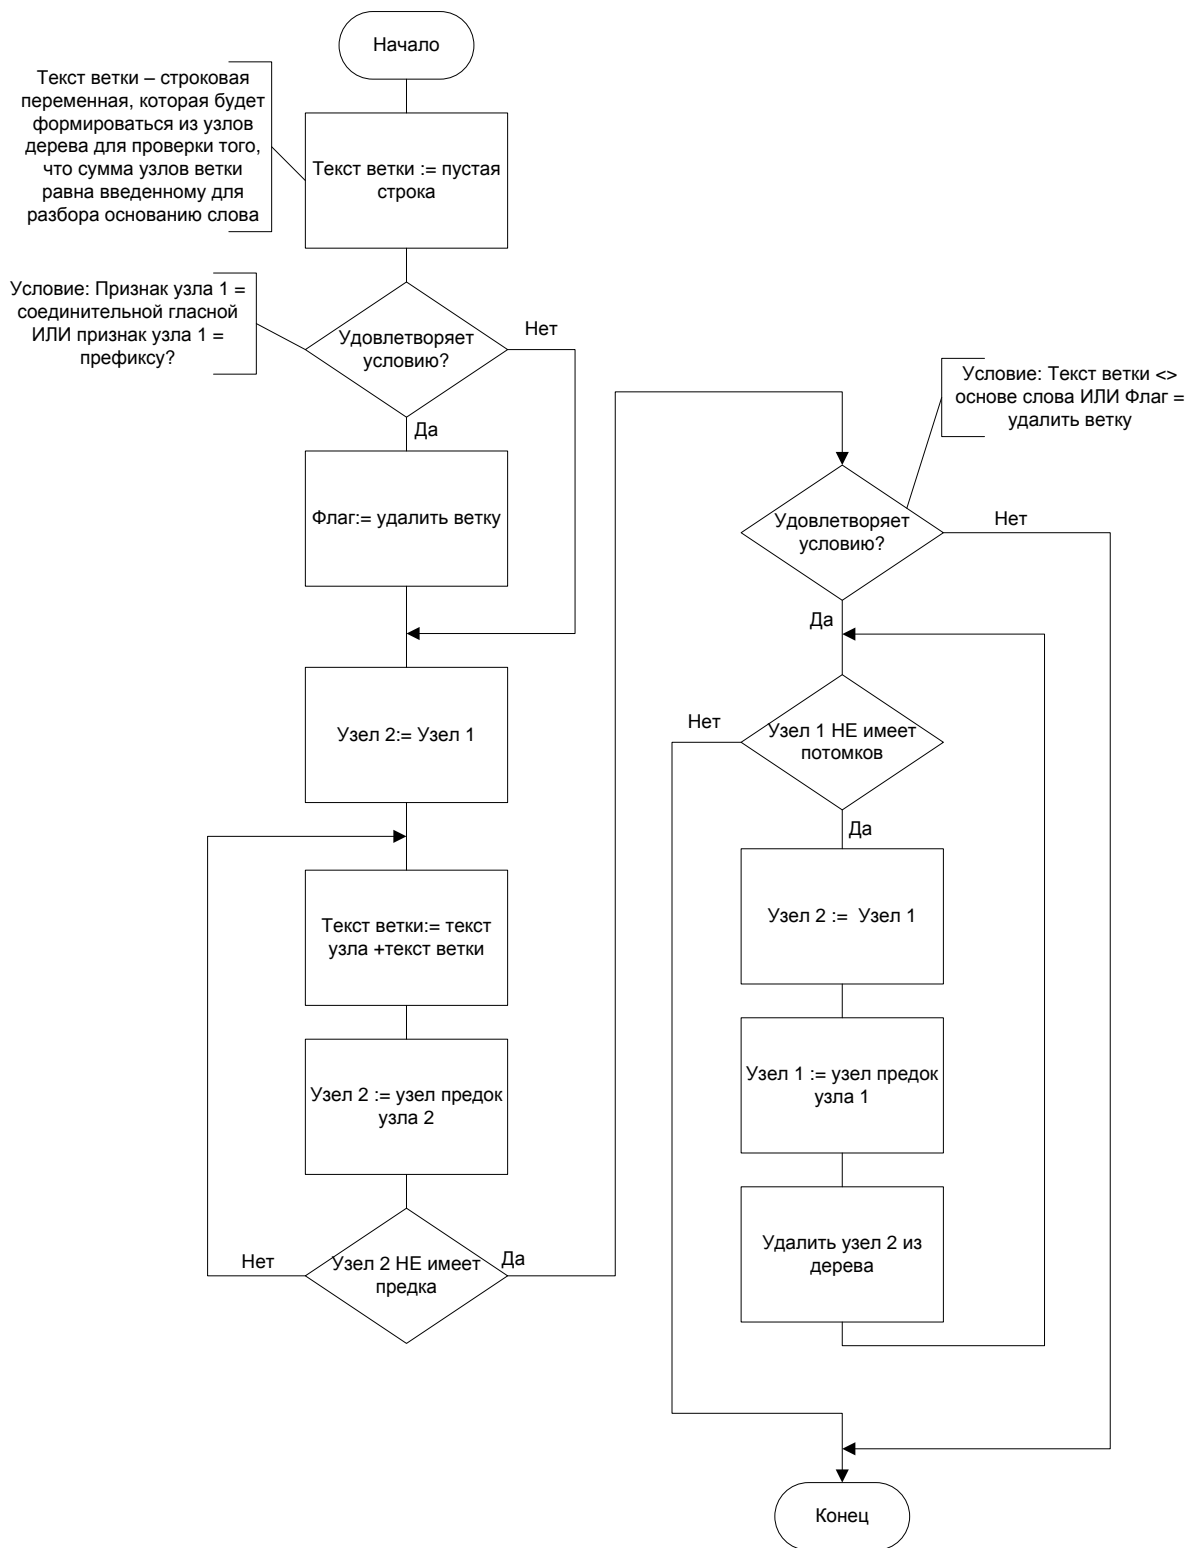 Начало
Текст ветки – строковая
переменная, которая будет
формироваться из узлов
дерева для проверки того,
что сумма узлов ветки
равна введенному для
разбора основанию слова
Текст ветки := пустая
строка
Условие: Признак узла 1 =
соединительной гласной
ИЛИ признак узла 1 =
префиксу?
Удовлетворяет
условию?
Нет
Да
Флаг:= удалить ветку
Узел 2:= Узел 1
Текст ветки:= текст
узла +текст ветки
Узел 2 := узел предок
узла 2
Узел 2 НЕ имеет
предка
Нет
Да
Условие: Текст ветки <>
основе слова ИЛИ Флаг =
удалить ветку
Удовлетворяет
условию?
Нет
Да
Узел 1 НЕ имеет
потомков
Нет
Да
Узел 2 := Узел 1
Узел 1 := узел предок
узла 1
Удалить узел 2 из
дерева
Конец